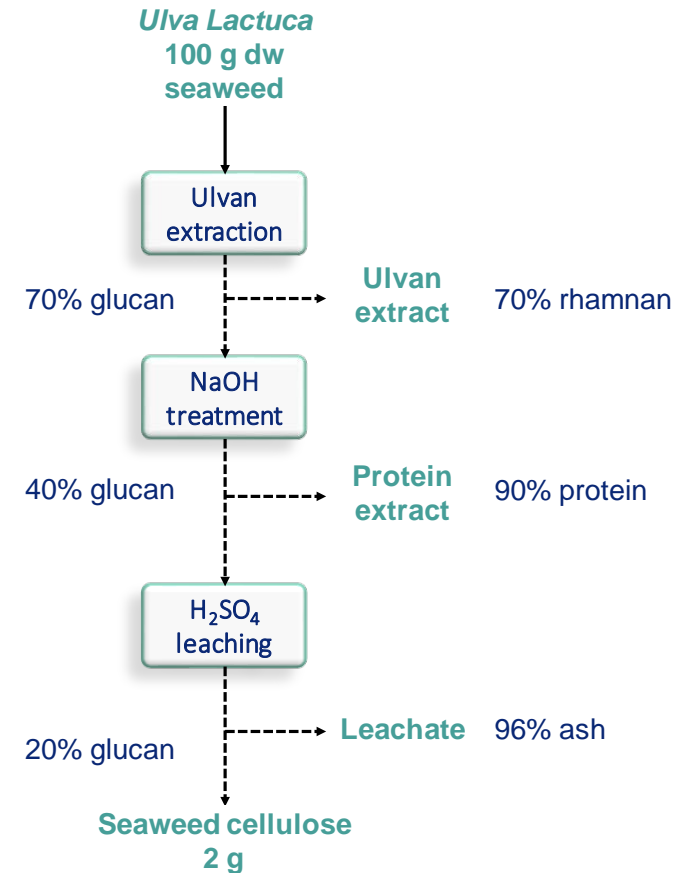 Ulva Lactuca
100 g dw
seaweed
Ulvan
extraction
70% glucan
Ulvan
extract
70% rhamnan
NaOH
treatment
40% glucan
Protein
extract
90% protein
H₂SO₄
leaching
20% glucan
Leachate
96% ash
Seaweed cellulose
2 g